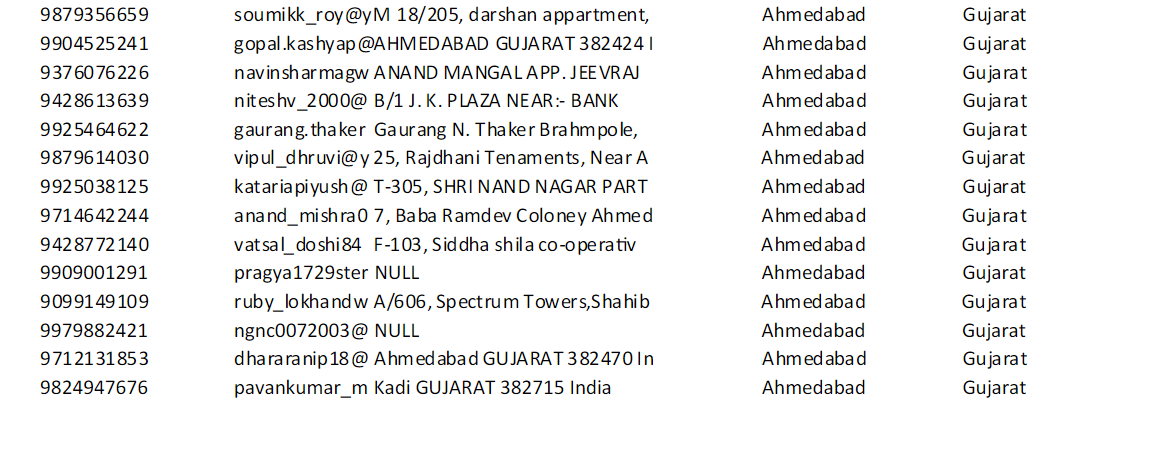 9879356659 soumikk_roy@yM 18/205, darshan appartment, Ahmedabad Gujarat
9904525241 gopal.kashyap@AHMEDABAD GUJARAT 382424 I Ahmedabad Gujarat
9376076226 navinsharmagw ANAND MANGAL APP. JEEVRAJ Ahmedabad Gujarat
9428613639 niteshv_2000@ B/1 J. K. PLAZA NEAR:- BANK Ahmedabad Gujarat
9925464622 gaurang.thaker Gaurang N. Thaker Brahmpole, Ahmedabad Gujarat
9879614030 vipul_dhruvi@y 25, Rajdhani Tenaments, Near A Ahmedabad Gujarat
9925038125 katariapiyush@ T-305, SHRI NAND NAGAR PART Ahmedabad Gujarat
9714642244 anand_mishra0 7, Baba Ramdev Coloney Ahmed Ahmedabad Gujarat
9428772140 vatsal_doshi84 F-103, Siddha shila co-operativ Ahmedabad Gujarat
9909001291 pragya1729ster NULL Ahmedabad Gujarat
9099149109 ruby_lokhandw A/606, Spectrum Towers,Shahib Ahmedabad Gujarat
9979882421 ngnc0072003@ NULL Ahmedabad Gujarat
9712131853 dhararanip18@ Ahmedabad GUJARAT 382470 In Ahmedabad Gujarat
9824947676 pavankumar_m Kadi GUJARAT 382715 India Ahmedabad Gujarat